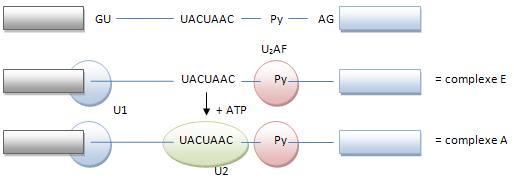 GU UACUAAC Py AG
U₂AF
UACUAAC Py = complexe E
U1 + ATP
UACUAAC Py = complexe A
U2